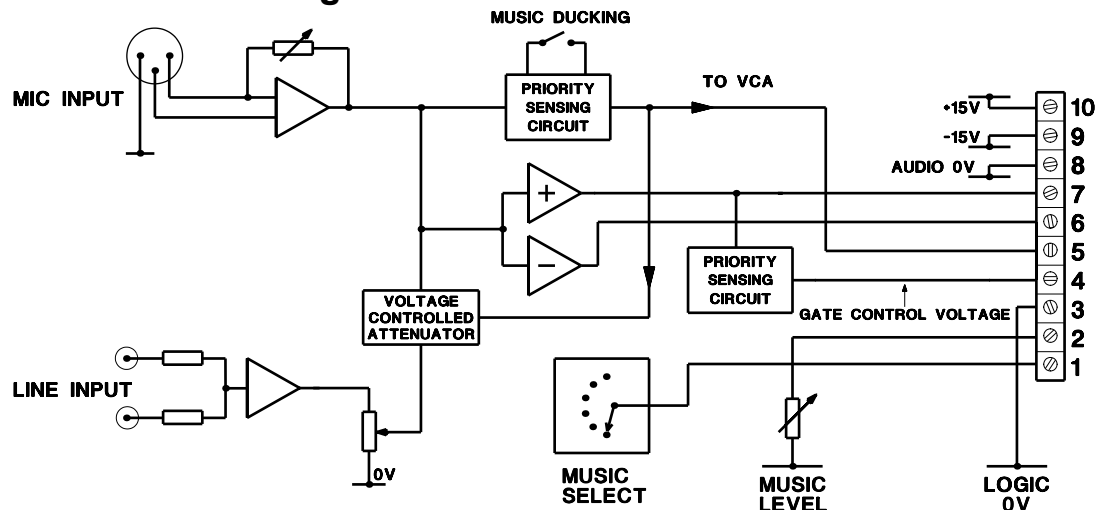 MUSIC DUCKING
MIC INPUT
PRIORITY
SENSING
CIRCUIT
TO VCA
+15V
10
-15V
9
AUDIO 0V
8
+
7
6
−
5
PRIORITY
SENSING
CIRCUIT
4
GATE CONTROL VOLTAGE
3
VOLTAGE
CONTROLLED
ATTENUATOR
2
1
LINE INPUT
0V
MUSIC
SELECT
MUSIC
LEVEL
LOGIC
0V